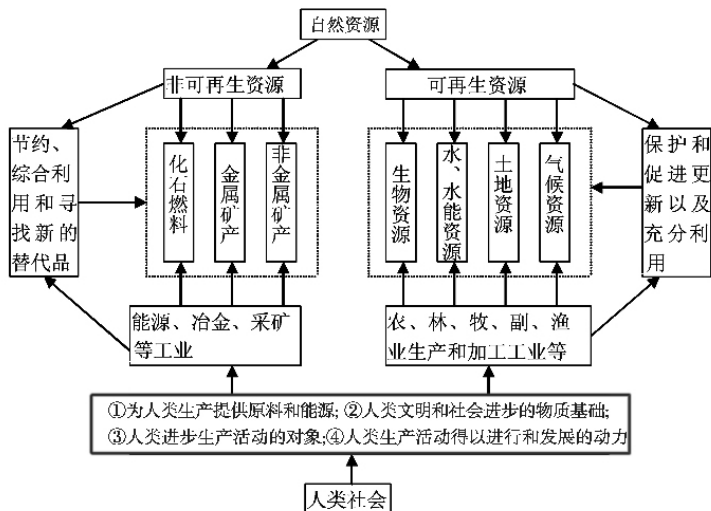 自然资源
非可再生资源
可再生资源
节约、
综合利
用和寻
找新的
替代品
化石燃料
金属矿产
非金属矿产
生物资源
水、水能资源
土地资源
气候资源
保护和
促进更
新以及
充分利
用
能源、冶金、采矿
等工业
农、林、牧、副、渔
业生产和加工工业等
①为人类生产提供原料和能源; ②人类文明和社会进步的物质基础;
③人类进步生产活动的对象;④人类生产活动得以进行和发展的动力
人类社会